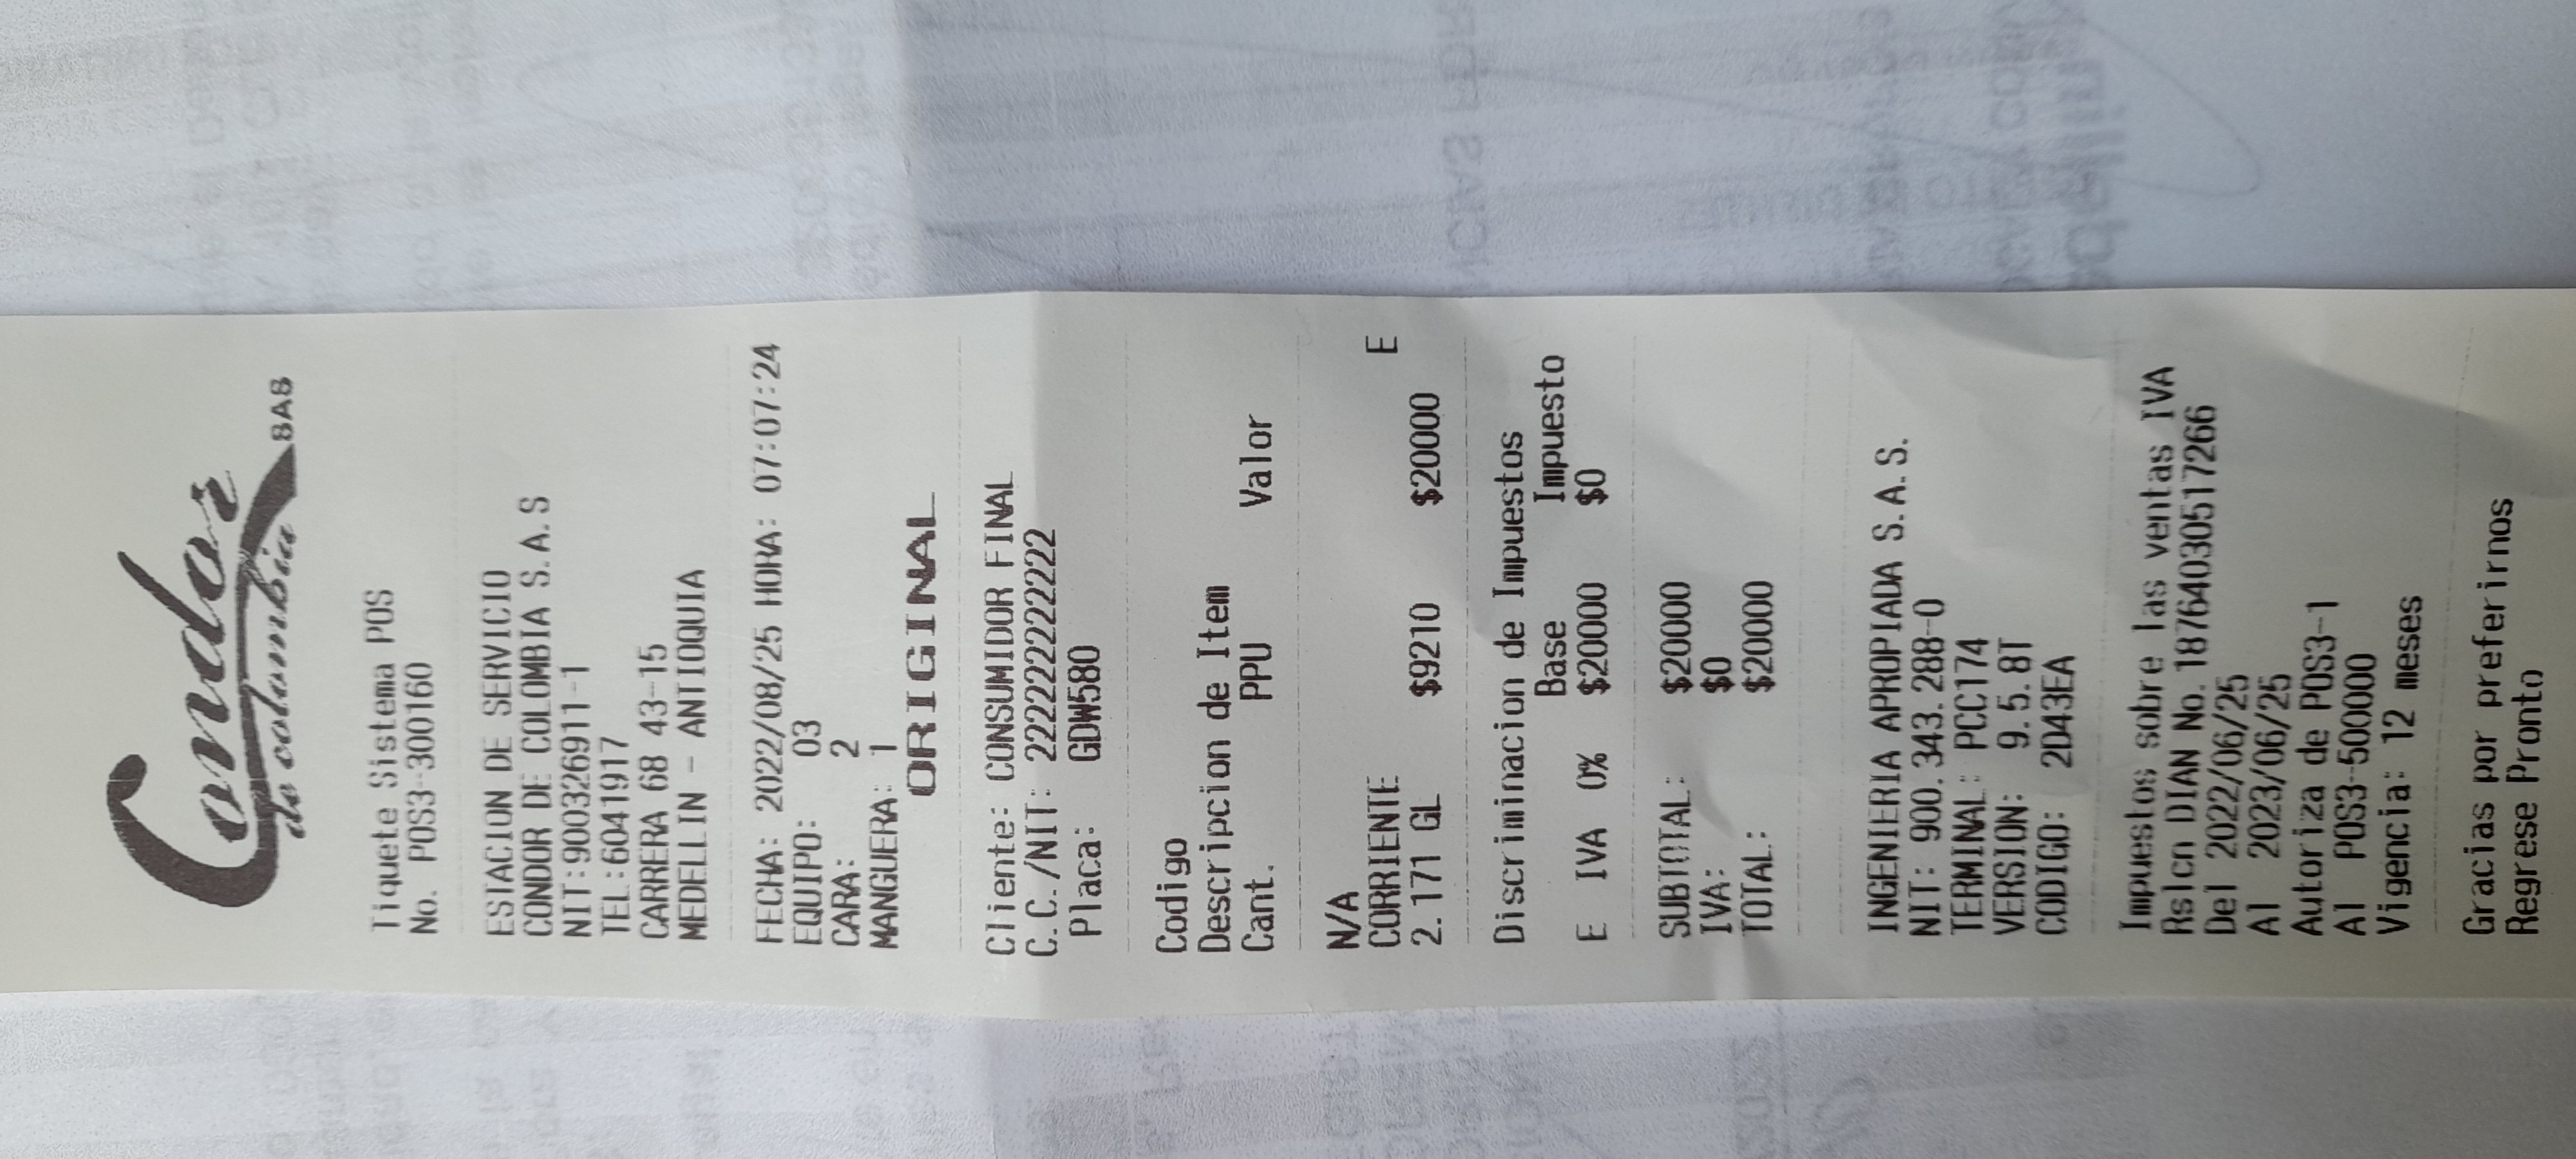 Condor
de colombia
SAS
Tiquete Sistema POS
No. POS3-300160
ESTACION DE SERVICIO
CONDOR DE COLOMBIA S.A.S
NIT:900326911-1
TEL:6041917
CARRERA 68 43-15
MEDELLIN - ANTIOQUIA
FECHA: 2022/08/25 HORA: 07:07:24
EQUIPO: 03
CARA: 2
MANGUERA: 1
ORIGINAL
Cliente: CONSUMIDOR FINAL
C.C./NIT: 222222222222
Placa: GDW580
Codigo
Descripcion de Item
Cant. PPU Valor
N/A
CORRIENTE E
2.171 GL $9210 $20000
Discriminacion de Impuestos
Base Impuesto
E IVA 0% $20000 $0
SUBTOTAL: $20000
IVA: $0
TOTAL: $20000
INGENIERIA APROPIADA S.A.S.
NIT: 900.343.288-0
TERMINAL: PCC174
VERSION: 9.5.8T
CODIGO: 2D43EA
Impuestos sobre las ventas IVA
Rslcn DIAN No. 18764030517266
Del 2022/06/25
Al 2023/06/25
Autoriza de POS3-1
Al POS3-500000
Vigencia: 12 meses
Gracias por preferirnos
Regrese Pronto